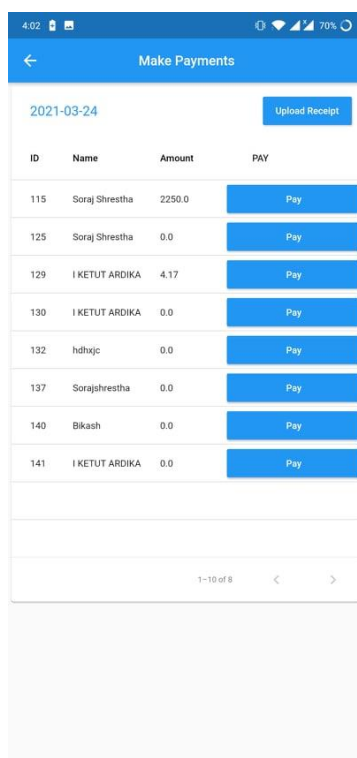 4:02 70%
Make Payments
2021-03-24 Upload Receipt
ID Name Amount PAY
115 Soraj Shrestha 2250.0 Pay
125 Soraj Shrestha 0.0 Pay
129 I KETUT ARDIKA 4.17 Pay
130 I KETUT ARDIKA 0.0 Pay
132 hdhxjc 0.0 Pay
137 Sorajshrestha 0.0 Pay
140 Bikash 0.0 Pay
141 I KETUT ARDIKA 0.0 Pay
1–10 of 8